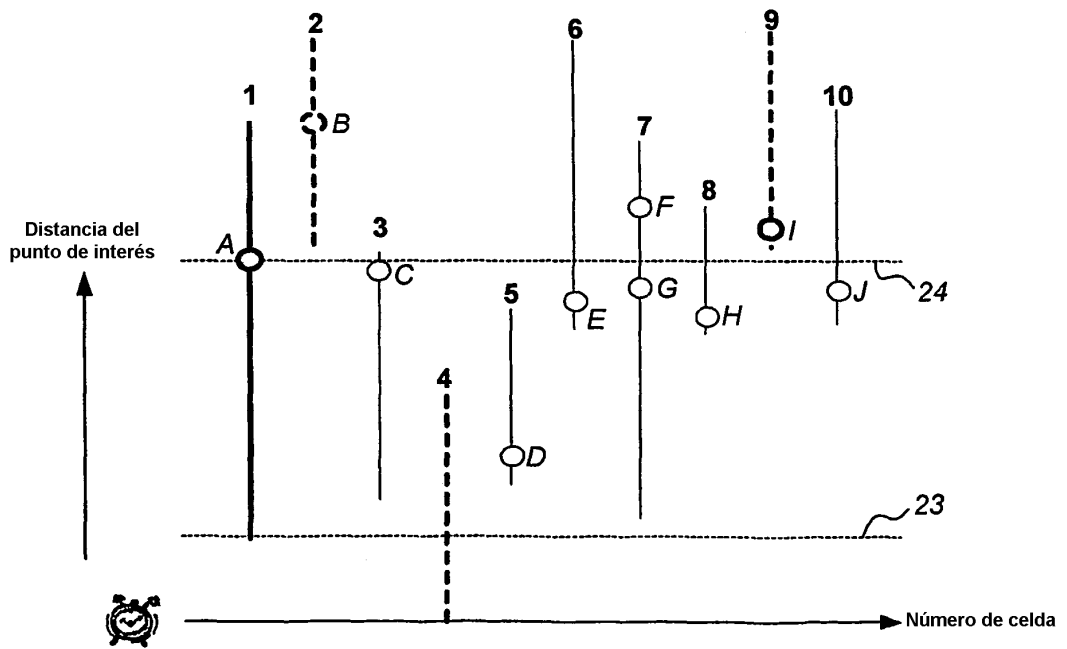 2
9
6
1
10
7
B
8
F
Distancia del
punto de interés
3
A
I
C
24
5
G
J
E
H
4
D
23
Número de celda